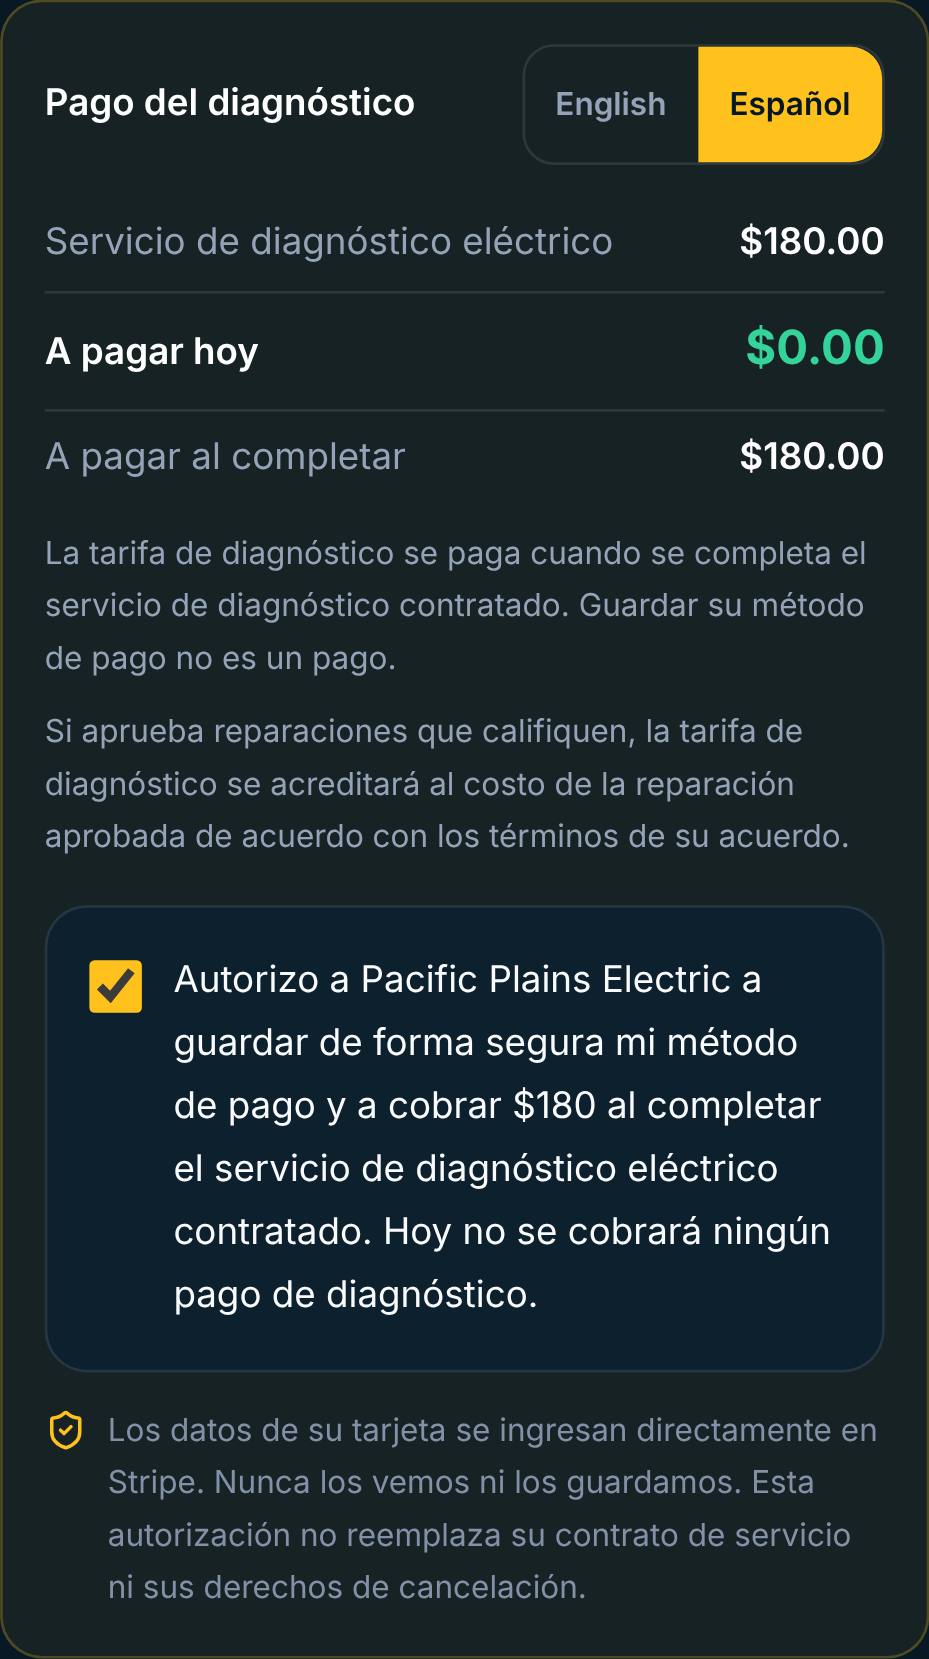 Pago del diagnóstico
English
Español
Servicio de diagnóstico eléctrico $180.00
A pagar hoy $0.00
A pagar al completar $180.00
La tarifa de diagnóstico se paga cuando se completa el
servicio de diagnóstico contratado. Guardar su método
de pago no es un pago.
Si aprueba reparaciones que califiquen, la tarifa de
diagnóstico se acreditará al costo de la reparación
aprobada de acuerdo con los términos de su acuerdo.
Autorizo a Pacific Plains Electric a
guardar de forma segura mi método
de pago y a cobrar $180 al completar
el servicio de diagnóstico eléctrico
contratado. Hoy no se cobrará ningún
pago de diagnóstico.
Los datos de su tarjeta se ingresan directamente en
Stripe. Nunca los vemos ni los guardamos. Esta
autorización no reemplaza su contrato de servicio
ni sus derechos de cancelación.